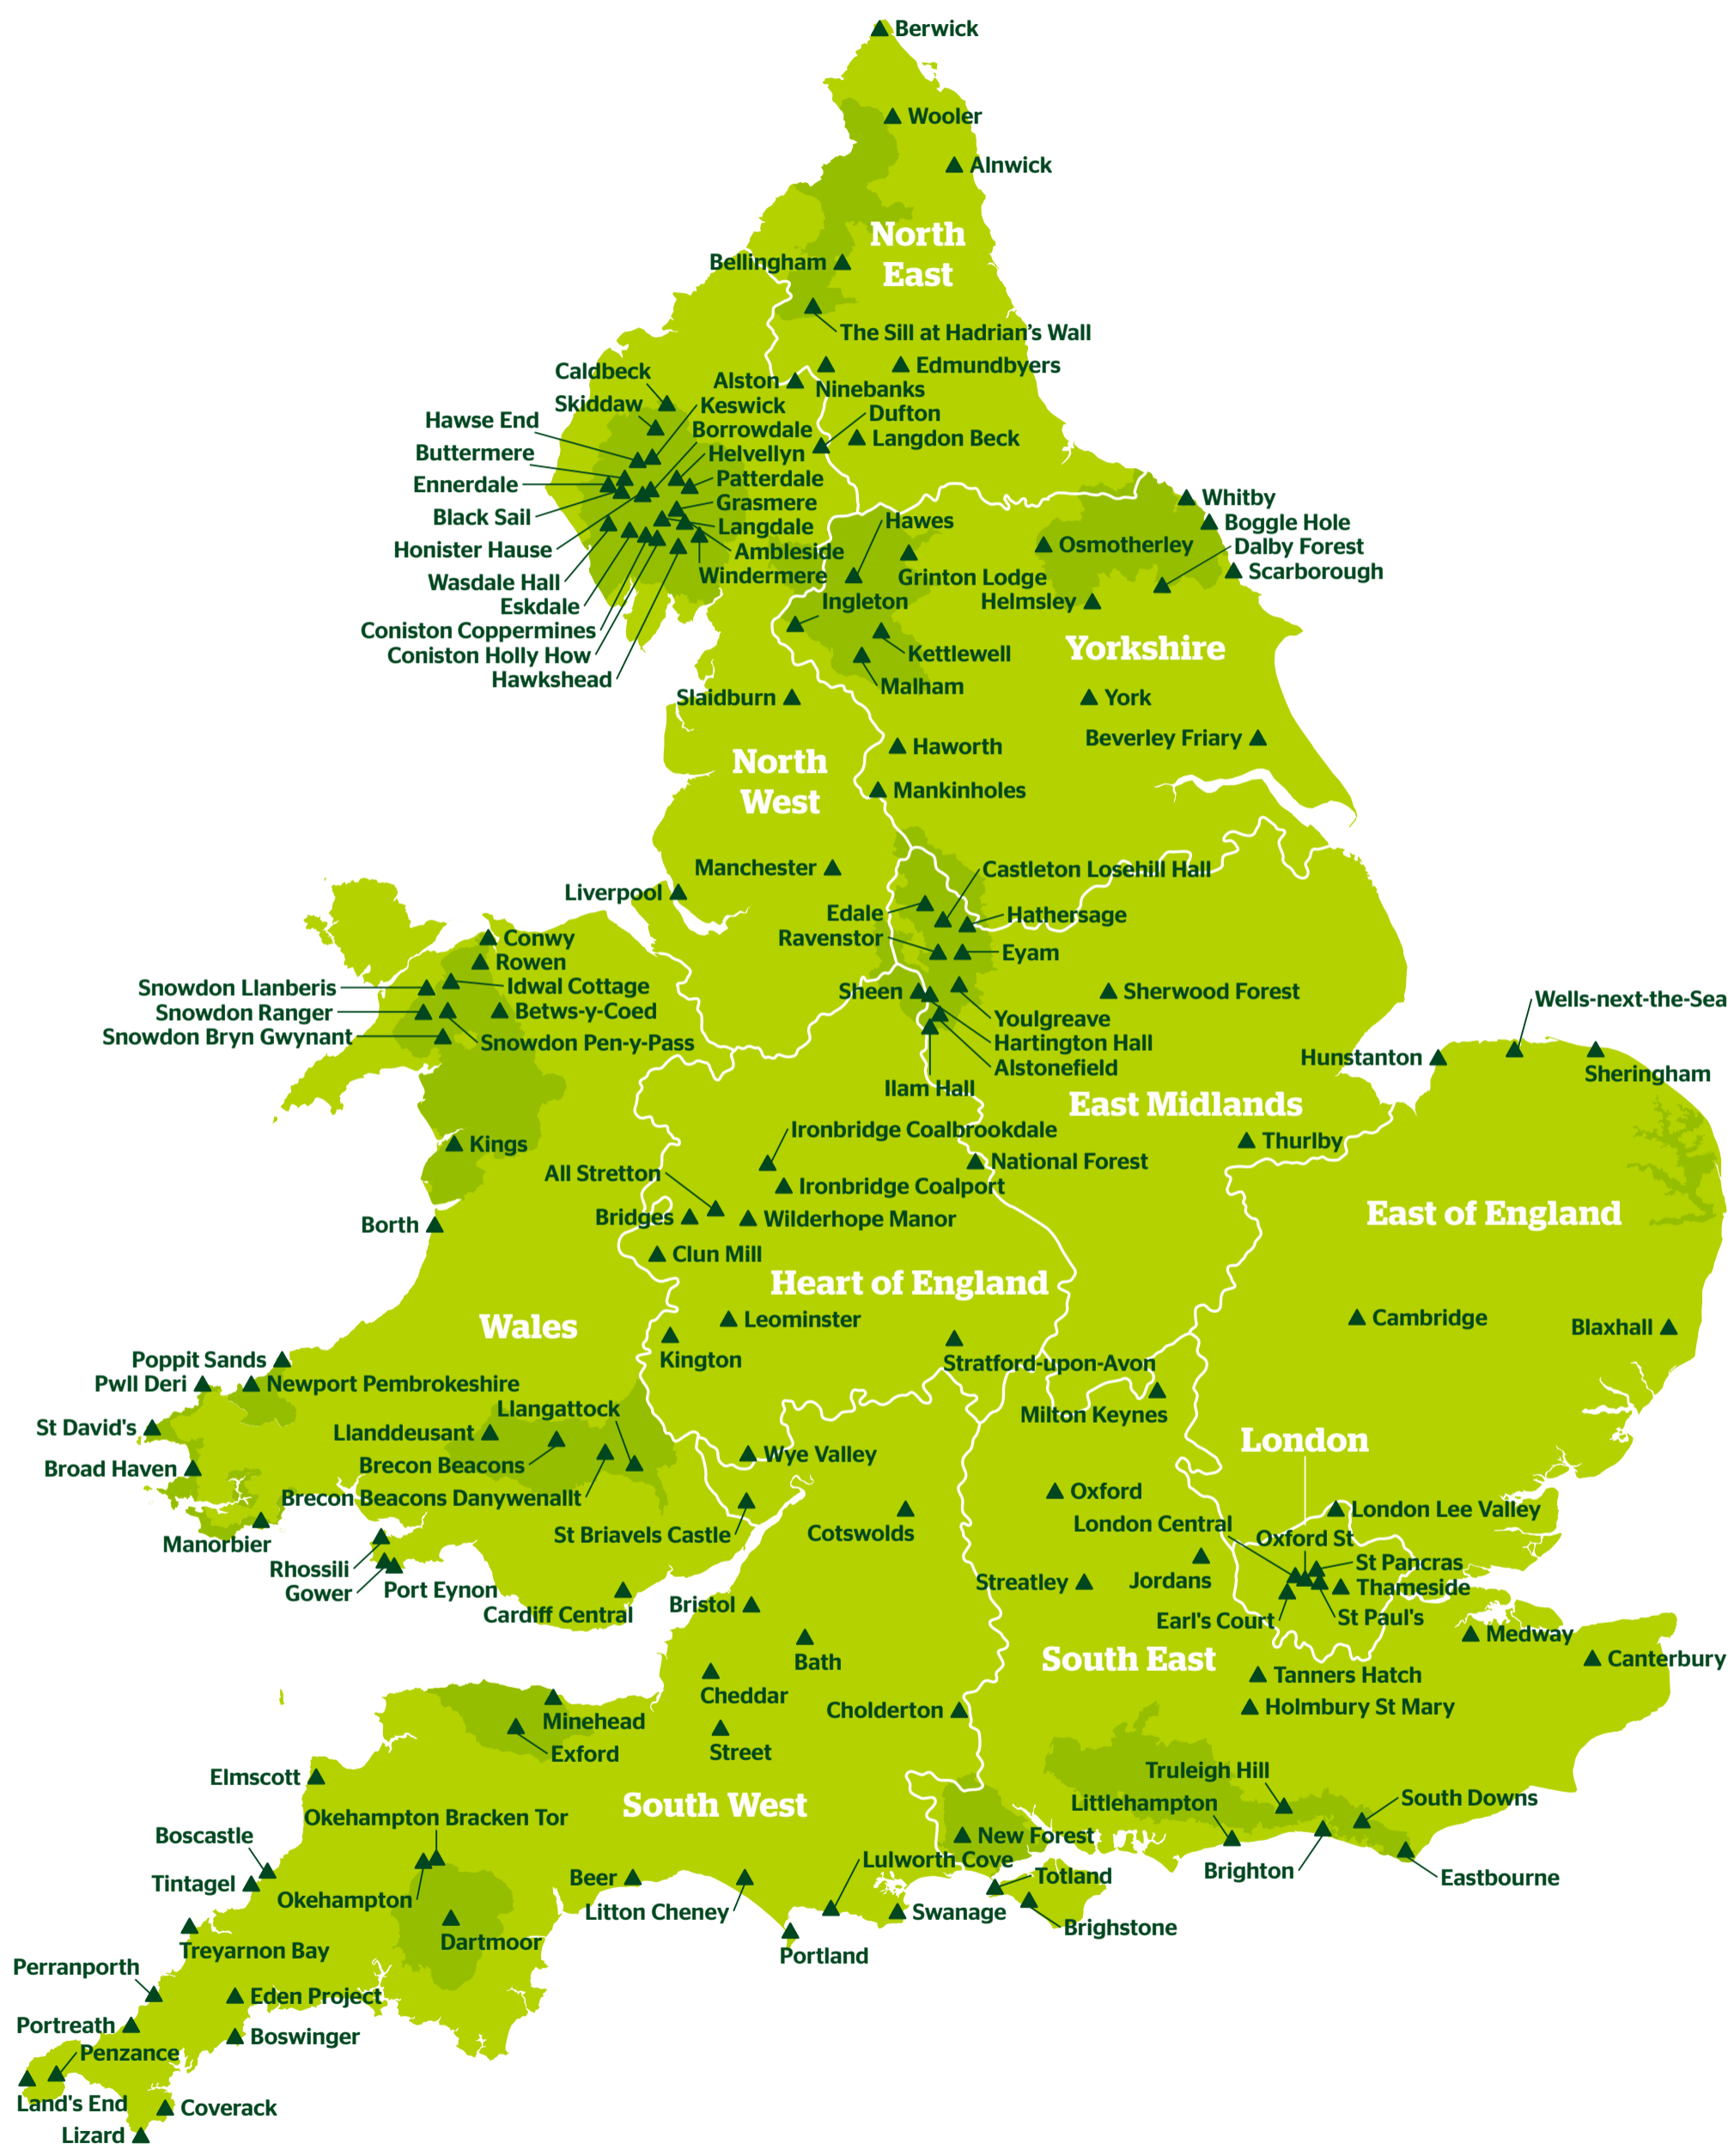 Berwick
Wooler
Alnwick
North
East
Bellingham
The Sill at Hadrian’s Wall
Caldbeck
Alston
Ninebanks
Edmundbyers
Skiddaw
Keswick
Dufton
Hawse End
Borrowdale
Langdon Beck
Buttermere
Helvellyn
Ennerdale
Patterdale
Grasmere
Black Sail
Langdale
Honister Hause
Ambleside
Wasdale Hall
Windermere
Eskdale
Coniston Coppermines
Coniston Holly How
Hawkshead
Hawes
Whitby
Boggle Hole
Osmotherley
Dalby Forest
Grinton Lodge
Scarborough
Ingleton
Helmsley
Yorkshire
Kettlewell
Malham
Slaidburn
York
Beverley Friary
Haworth
North
West
Mankinholes
Manchester
Liverpool
Castleton Losehill Hall
Edale
Hathersage
Ravenstor
Eyam
Conwy
Rowen
Snowdon Llanberis
Idwal Cottage
Snowdon Ranger
Betws-y-Coed
Snowdon Bryn Gwynant
Snowdon Pen-y-Pass
Sheen
Sherwood Forest
Youlgreave
Hartington Hall
Alstonefield
Ilam Hall
Wells-next-the-Sea
Hunstanton
Sheringham
East Midlands
Thurlby
Kings
Ironbridge Coalbrookdale
National Forest
All Stretton
Ironbridge Coalport
Bridges
Wilderhope Manor
East of England
Borth
Clun Mill
Heart of England
Wales
Leominster
Cambridge
Blaxhall
Kington
Stratford-upon-Avon
Poppit Sands
Pwll Deri
Newport Pembrokeshire
Llangattock
Milton Keynes
St David's
Llanddeusant
London
Broad Haven
Brecon Beacons
Wye Valley
Brecon Beacons Danywenallt
Oxford
London Lee Valley
Manorbier
St Briavels Castle
Cotswolds
London Central
Oxford St
Rhossili
St Pancras
Gower
Port Eynon
Streatley
Jordans
Thameside
Cardiff Central
Bristol
Earl's Court
St Paul's
Medway
Bath
South East
Canterbury
Tanners Hatch
Cheddar
Cholderton
Holmbury St Mary
Minehead
Exford
Street
Elmscott
Truleigh Hill
South West
Littlehampton
South Downs
Okehampton Bracken Tor
Boscastle
New Forest
Lulworth Cove
Brighton
Tintagel
Beer
Totland
Eastbourne
Okehampton
Litton Cheney
Swanage
Brighstone
Dartmoor
Treyarnon Bay
Portland
Perranporth
Eden Project
Portreath
Boswinger
Penzance
Land's End
Coverack
Lizard